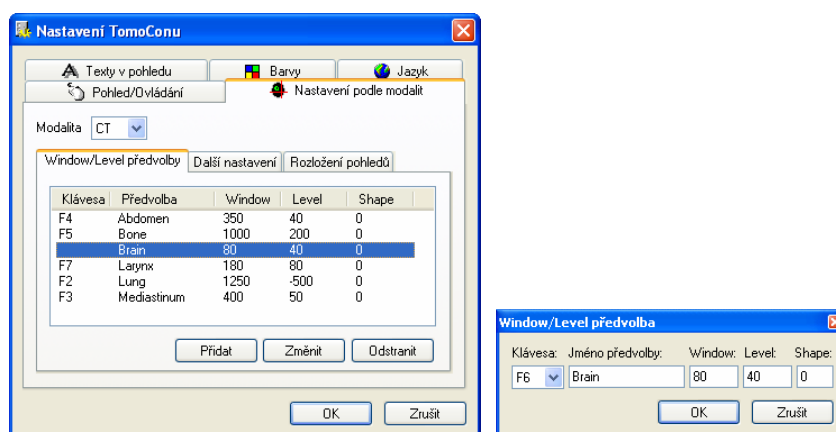 Nastavení TomoConu
Texty v pohledu Barvy Jazyk
Pohled/Ovládání Nastavení podle modalit
Modalita CT
Window/Level předvolby Další nastavení Rozložení pohledů
Klávesa Předvolba Window Level Shape
F4 Abdomen 350 40 0
F5 Bone 1000 200 0
Brain 80 40 0
F7 Larynx 180 80 0
F2 Lung 1250 -500 0
F3 Mediastinum 400 50 0
Přidat Změnit Odstranit
OK Zrušit
Window/Level předvolba
Klávesa: Jméno předvolby: Window: Level: Shape:
F6 Brain 80 40 0
OK Zrušit